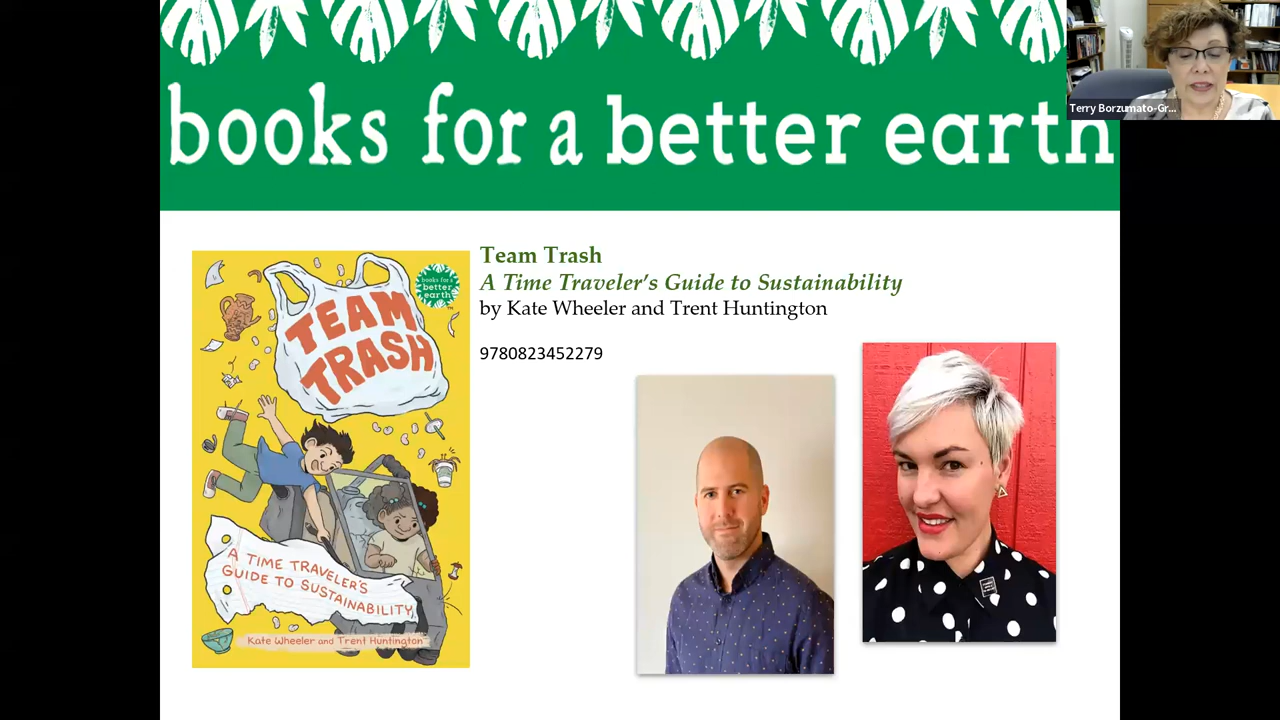 books for a better earth
Terry Borzumato-Gr...
Team Trash
A Time Traveler's Guide to Sustainability
by Kate Wheeler and Trent Huntington
9780823452279
books for a
better
earth
TEAM
TRASH
A TIME TRAVELER'S
GUIDE TO SUSTAINABILITY
Kate Wheeler and Trent Huntington